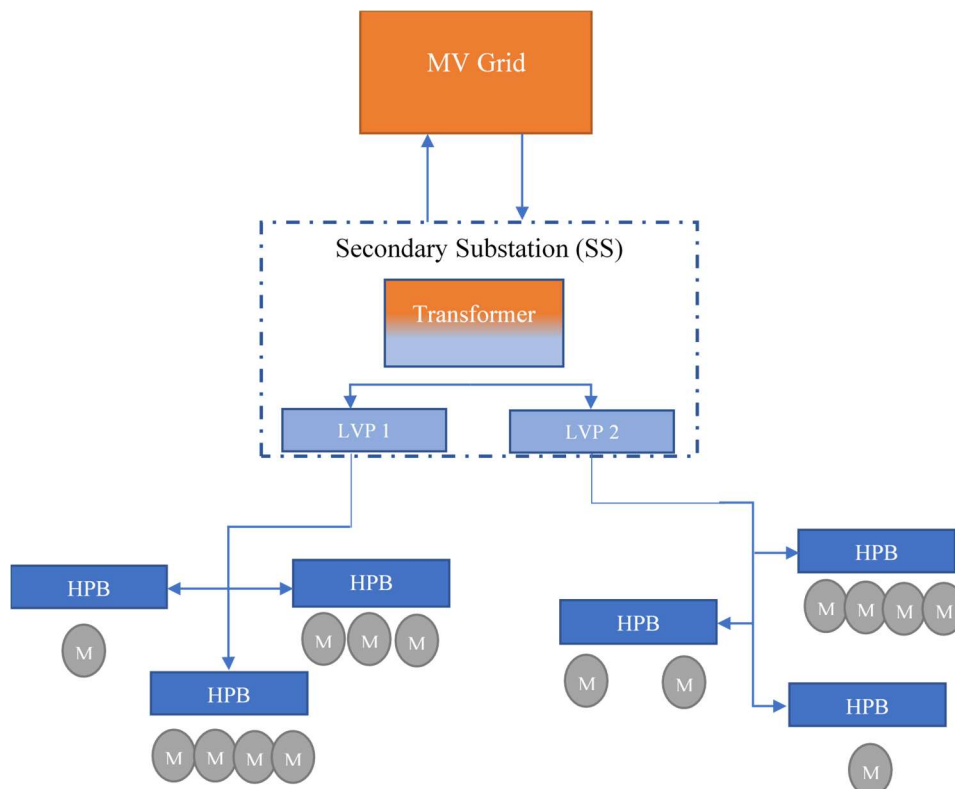 MV Grid
Secondary Substation (SS)
Transformer
LVP 1
LVP 2
HPB
HPB
HPB
HPB
HPB
HPB
M
M M M
M M M M
M M M M
M M
M